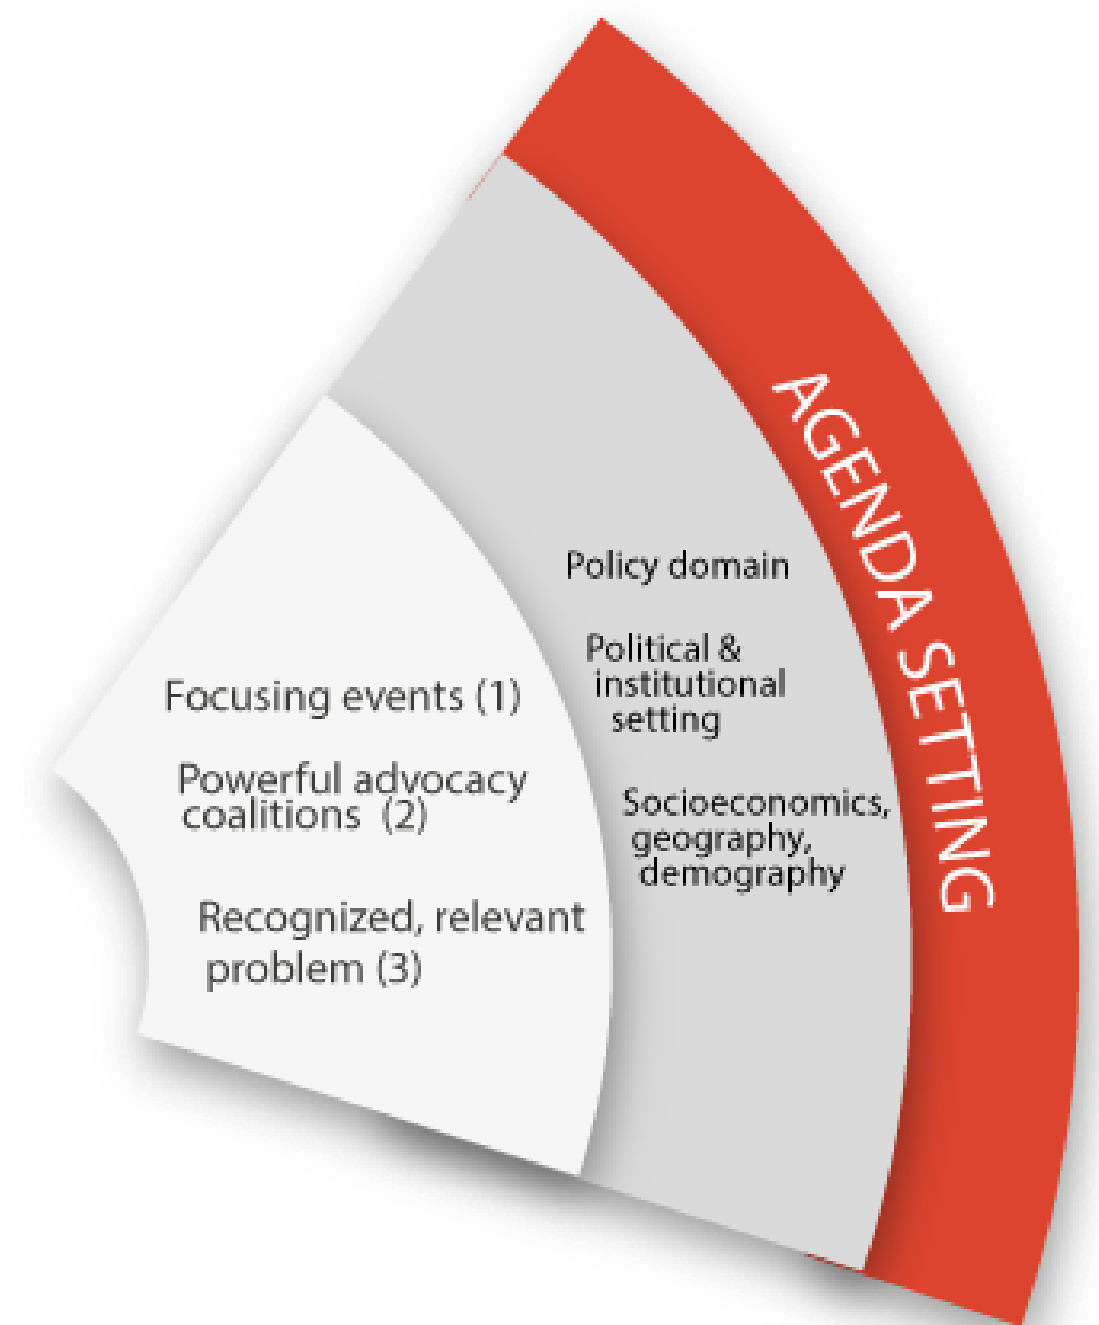 Focusing events (1)
Powerful advocacy
coalitions (2)
Recognized, relevant
problem (3)
Policy domain
Political &
institutional
setting
Socioeconomics,
geography,
demography
AGENDA SETTING